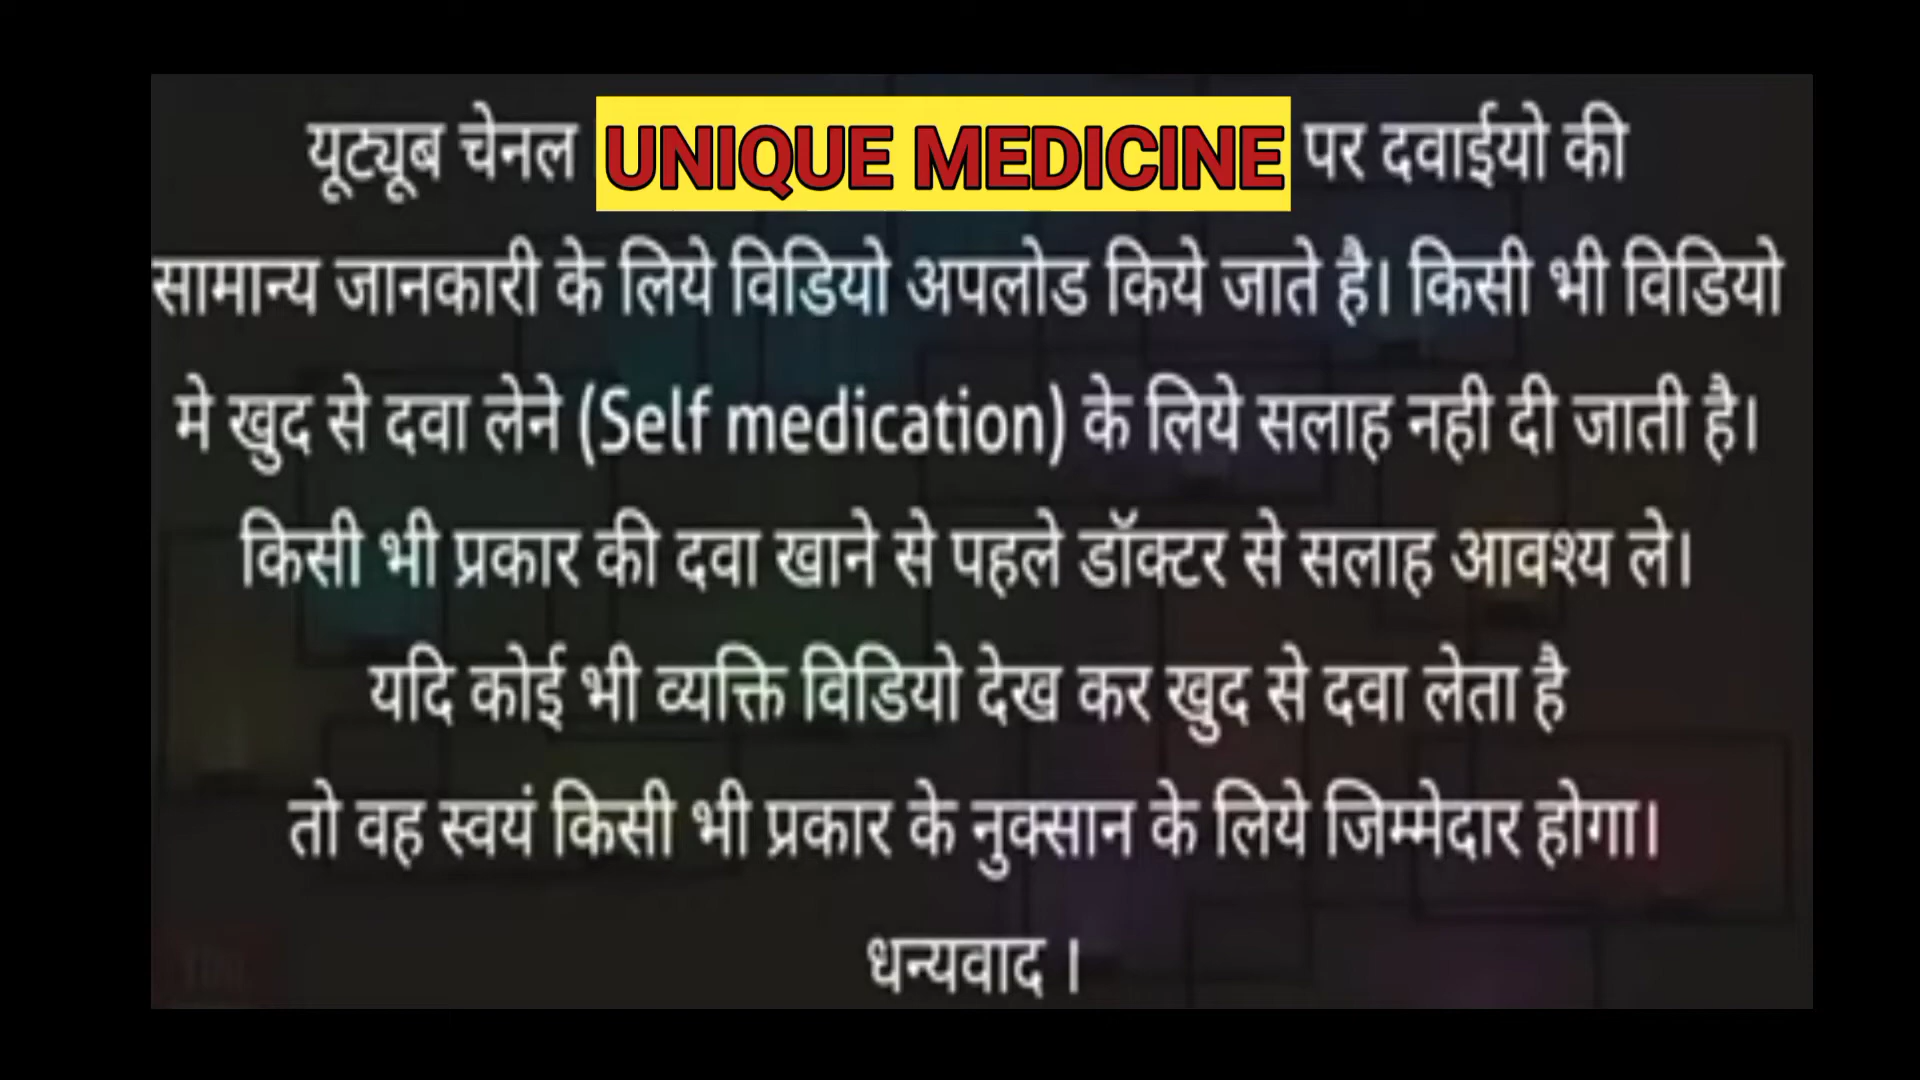 यूट्यूब चेनल UNIQUE MEDICINE पर दवाईयो की
सामान्य जानकारी के लिये विडियो अपलोड किये जाते है। किसी भी विडियो
मे खुद से दवा लेने (Self medication) के लिये सलाह नही दी जाती है।
किसी भी प्रकार की दवा खाने से पहले डॉक्टर से सलाह आवश्य ले।
यदि कोई भी व्यक्ति विडियो देख कर खुद से दवा लेता है
तो वह स्वयं किसी भी प्रकार के नुक्सान के लिये जिम्मेदार होगा।
धन्यवाद ।